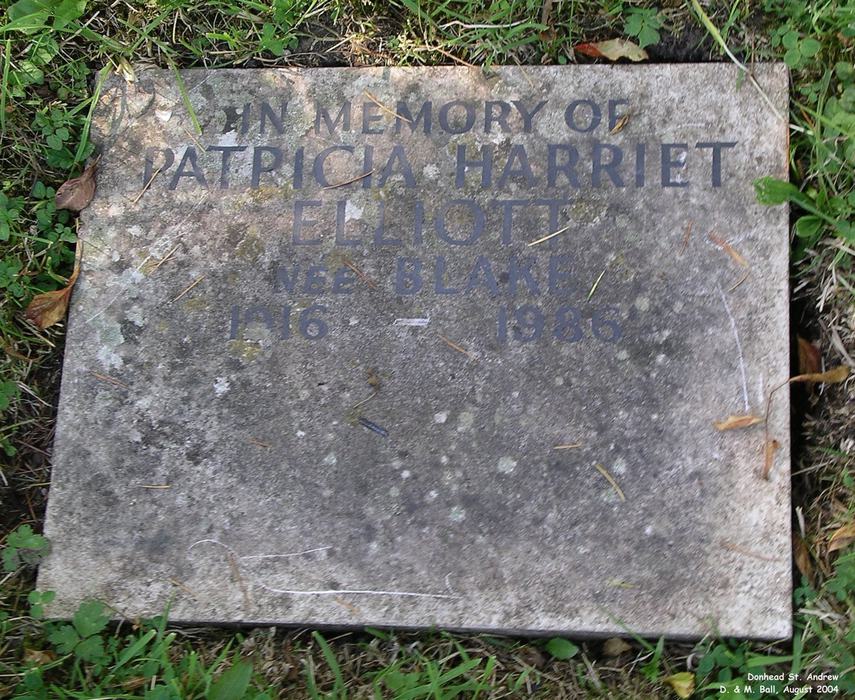 IN MEMORY OF
PATRICIA HARRIET
ELLIOTT
NEE BLAKE
1916 - 1986
Donhead St. Andrew
D. & M. Ball, August 2004